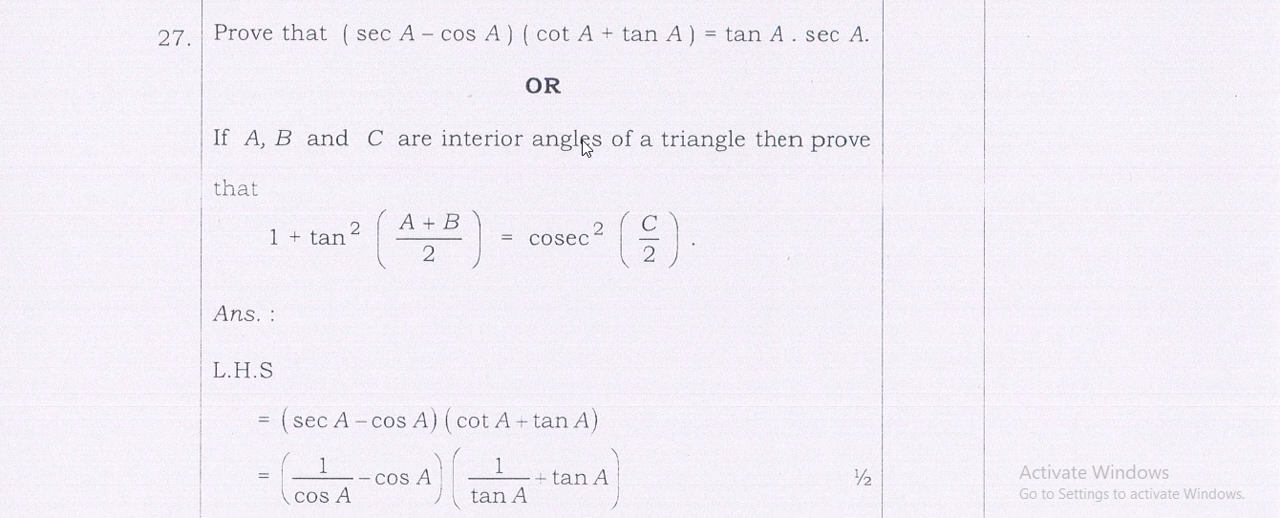 27. Prove that ( sec A – cos A ) ( cot A + tan A ) = tan A . sec A.
OR
If A, B and C are interior angles of a triangle then prove
that
1 + tan² ( A + B / 2 ) = cosec² ( C / 2 ) .
Ans. :
L.H.S
= ( sec A – cos A ) ( cot A + tan A )
= ( 1 / cos A – cos A ) ( 1 / tan A + tan A ) ½
Activate Windows
Go to Settings to activate Windows.